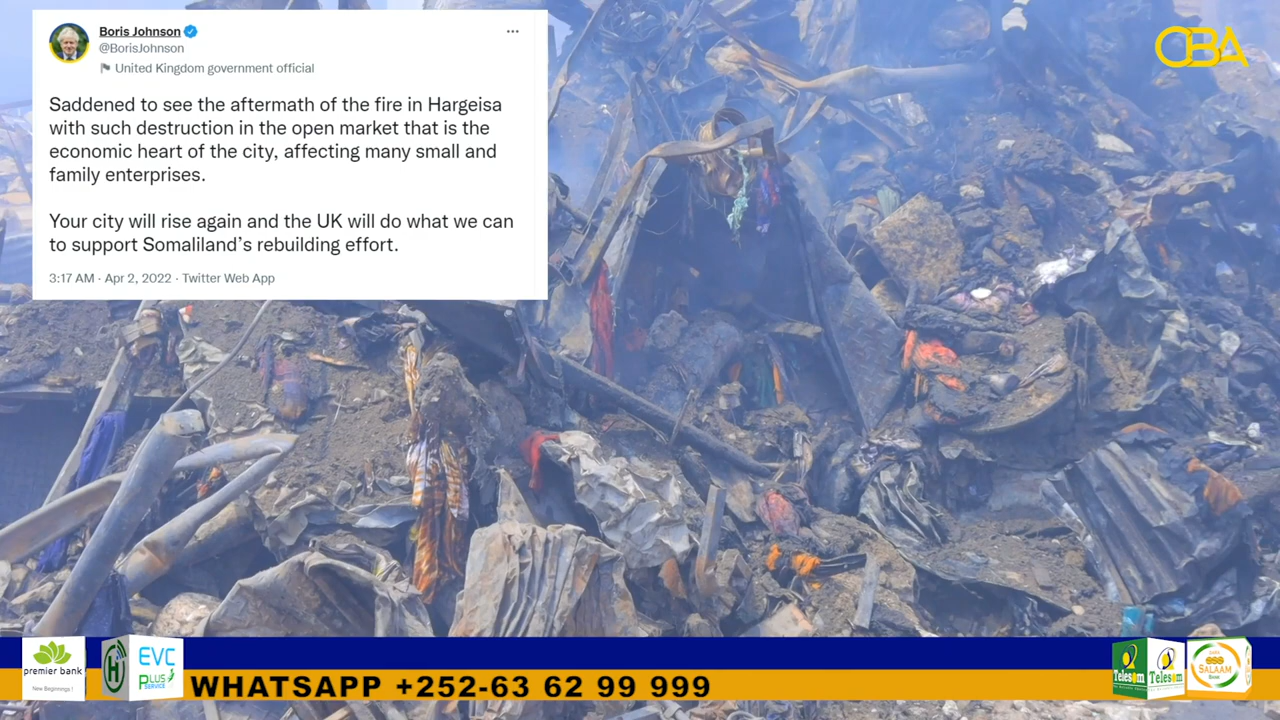 Boris Johnson
@BorisJohnson
United Kingdom government official
Saddened to see the aftermath of the fire in Hargeisa
with such destruction in the open market that is the
economic heart of the city, affecting many small and
family enterprises.
Your city will rise again and the UK will do what we can
to support Somaliland’s rebuilding effort.
3:17 AM · Apr 2, 2022 · Twitter Web App
CBA
premier bank
New Beginnings !
EVC
PLUS
SERVICE
WHATSAPP +252-63 62 99 999
Telesom
Telesom
SALAAM